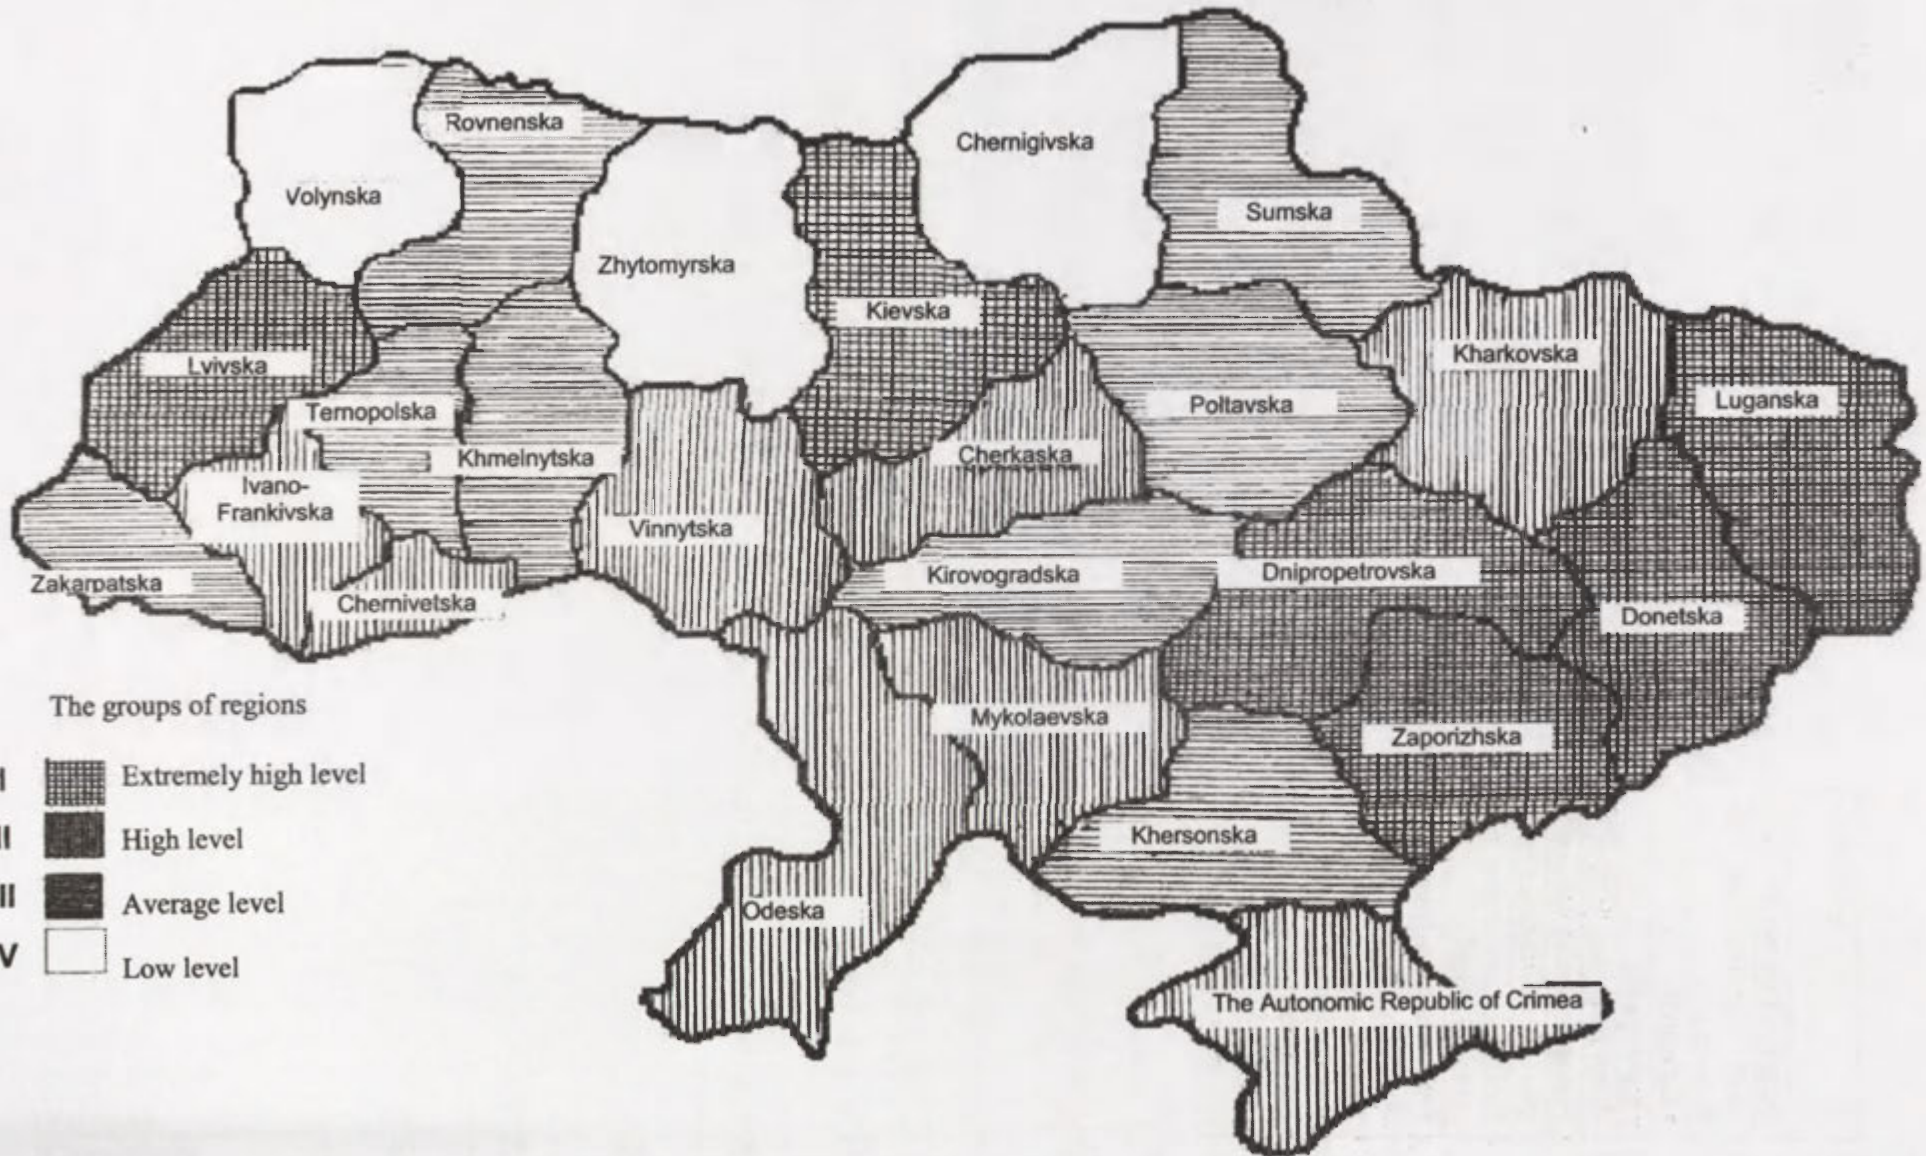 Rovnenska
Volynska
Zhytomyrska
Chernigivska
Sumska
Kievska
Lvivska
Ternopolska
Khmelnytska
Ivano-
Frankivska
Vinnytska
Cherkaska
Poltavska
Kharkovska
Luganska
Zakarpatska
Chernivetska
Kirovogradska
Dnipropetrovska
Donetska
Mykolaevska
Zaporizhska
Khersonska
Odeska
The Autonomic Republic of Crimea
The groups of regions
I Extremely high level
II High level
II Average level
V Low level